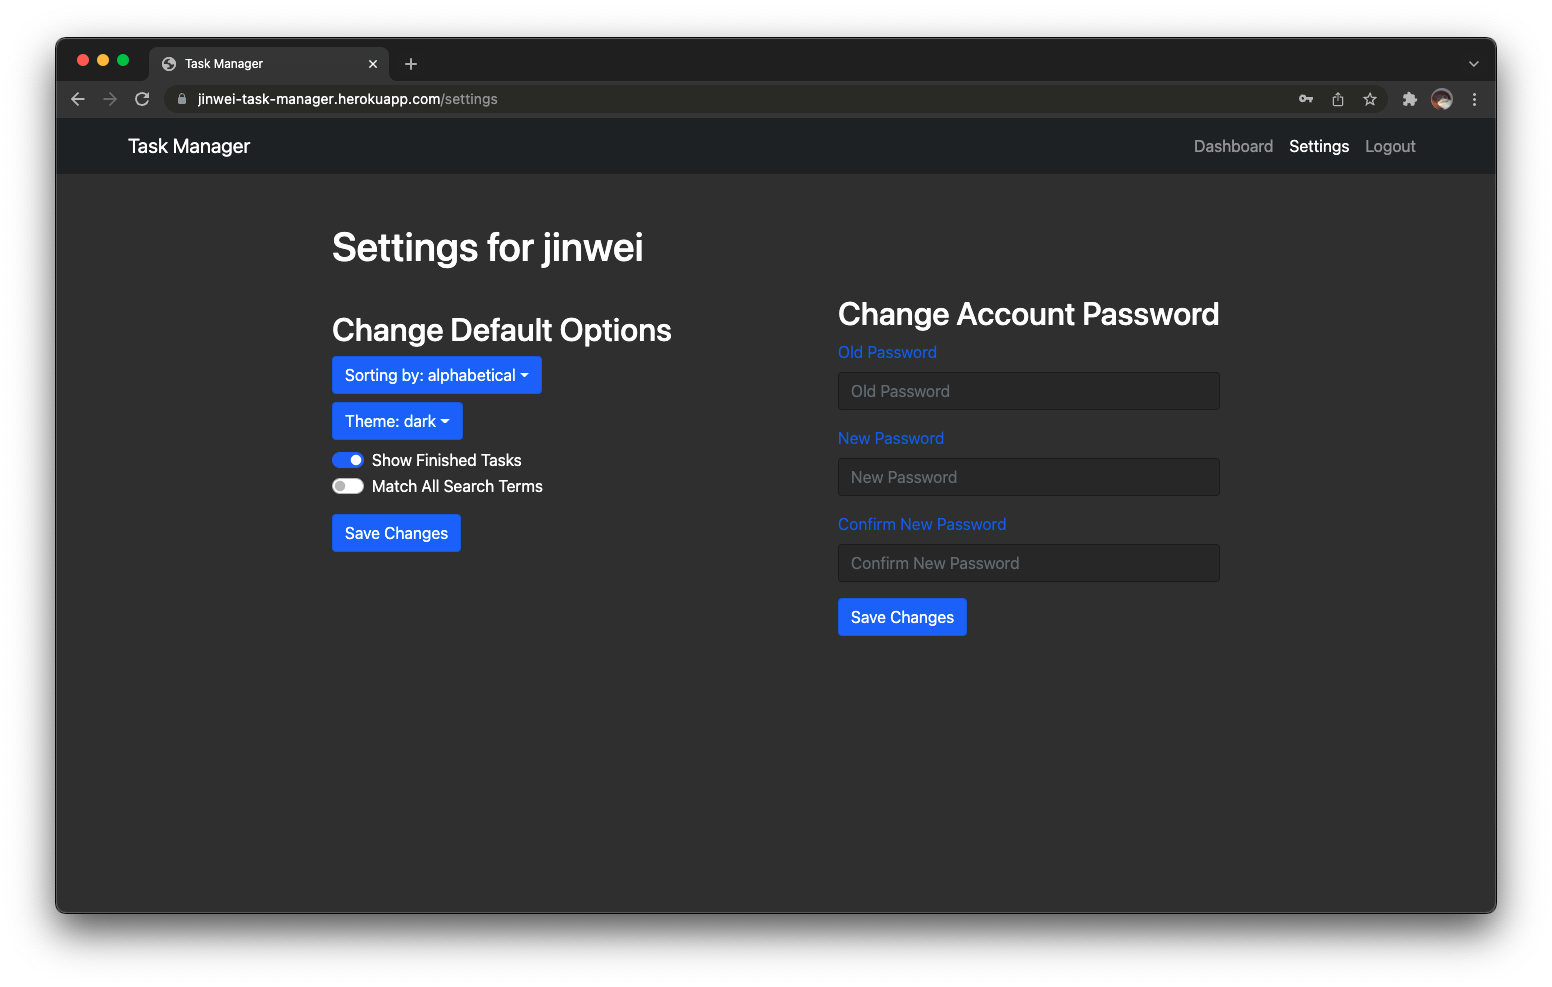 Task Manager
jinwei-task-manager.herokuapp.com/settings
Task Manager
Dashboard Settings Logout
Settings for jinwei
Change Default Options
Sorting by: alphabetical
Theme: dark
Show Finished Tasks
Match All Search Terms
Save Changes
Change Account Password
Old Password
Old Password
New Password
New Password
Confirm New Password
Confirm New Password
Save Changes